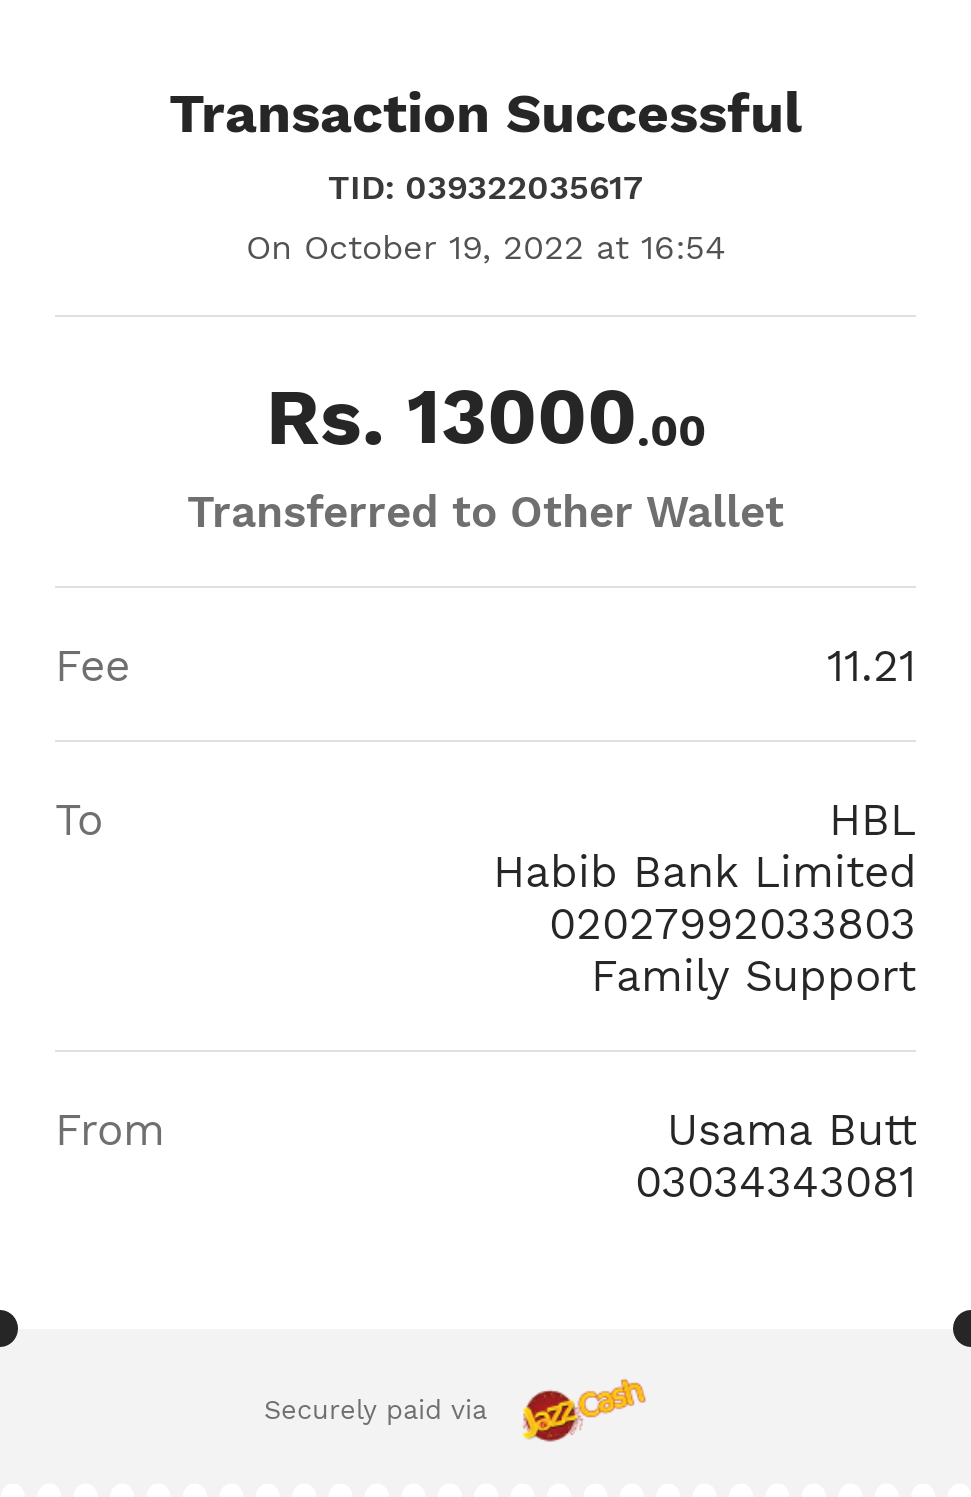 Transaction Successful
TID: 039322035617
On October 19, 2022 at 16:54
Rs. 13000.00
Transferred to Other Wallet
Fee 11.21
To HBL
Habib Bank Limited
02027992033803
Family Support
From Usama Butt
03034343081
Securely paid via JazzCash